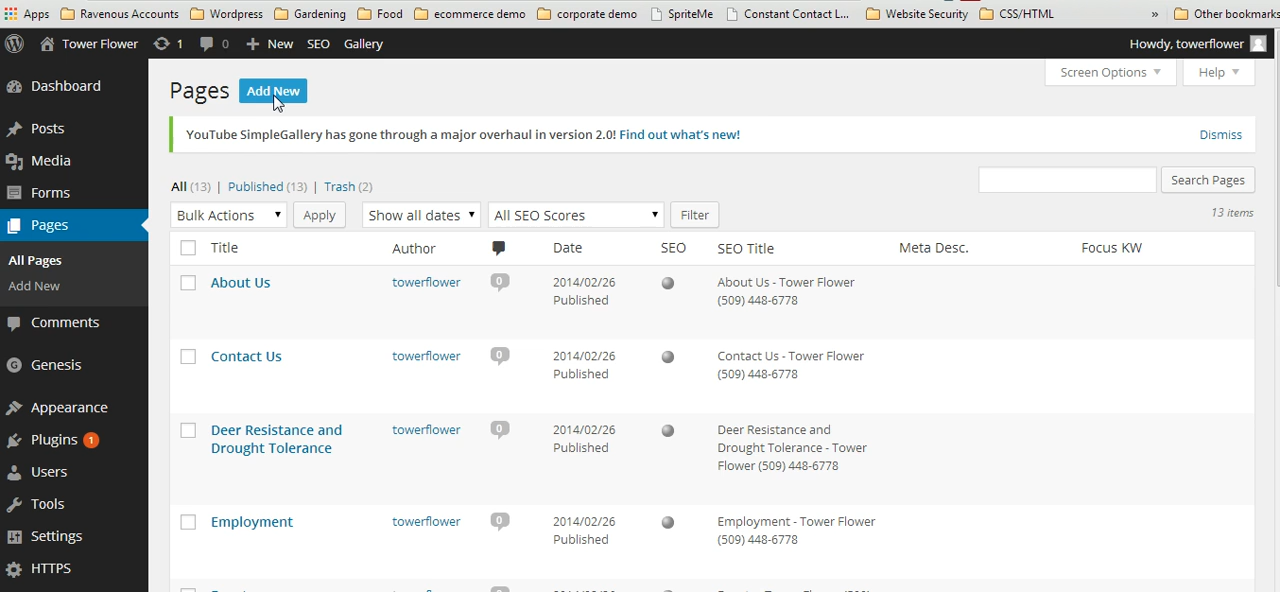 Apps Ravenous Accounts Wordpress Gardening Food ecommerce demo corporate demo SpriteMe Constant Contact L... Website Security CSS/HTML » Other bookmarks
Tower Flower 1 0 New SEO Gallery Howdy, towerflower
Screen Options Help
Dashboard
Posts
Media
Forms
Pages
All Pages
Add New
Comments
Genesis
Appearance
Plugins 1
Users
Tools
Settings
HTTPS
Pages Add New
YouTube SimpleGallery has gone through a major overhaul in version 2.0! Find out what's new! Dismiss
All (13) | Published (13) | Trash (2)
Search Pages
Bulk Actions Apply Show all dates All SEO Scores Filter
13 items
Title Author Date SEO SEO Title Meta Desc. Focus KW
About Us towerflower 0 2014/02/26 About Us - Tower Flower
Published (509) 448-6778
Contact Us towerflower 0 2014/02/26 Contact Us - Tower Flower
Published (509) 448-6778
Deer Resistance and towerflower 0 2014/02/26 Deer Resistance and
Drought Tolerance Published Drought Tolerance - Tower
Flower (509) 448-6778
Employment towerflower 0 2014/02/26 Employment - Tower Flower
Published (509) 448-6778